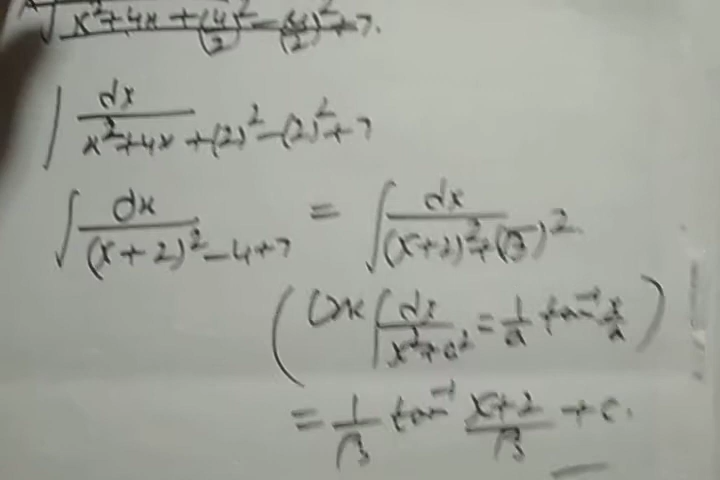 √x²+4x+(4/2)²-(4/2)²+7.
∫ dx/x²+4x+(2)²-(2)²+7
∫ dx/(x+2)²-4+7 = ∫ dx/(x+2)²+(√3)².
( ∫ dx/x²+a² = 1/a tan⁻¹ x/a )
= 1/√3 tan⁻¹ x+2/√3 + c.